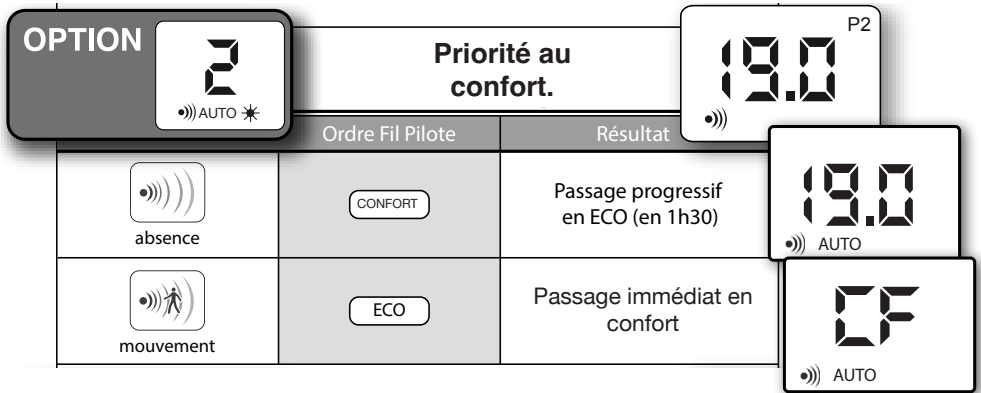 OPTION
2
AUTO
Priorité au
confort.
P2
19.0
Ordre Fil Pilote
Résultat
absence
CONFORT
Passage progressif
en ECO (en 1h30)
19.0
AUTO
mouvement
ECO
Passage immédiat en
confort
CF
AUTO